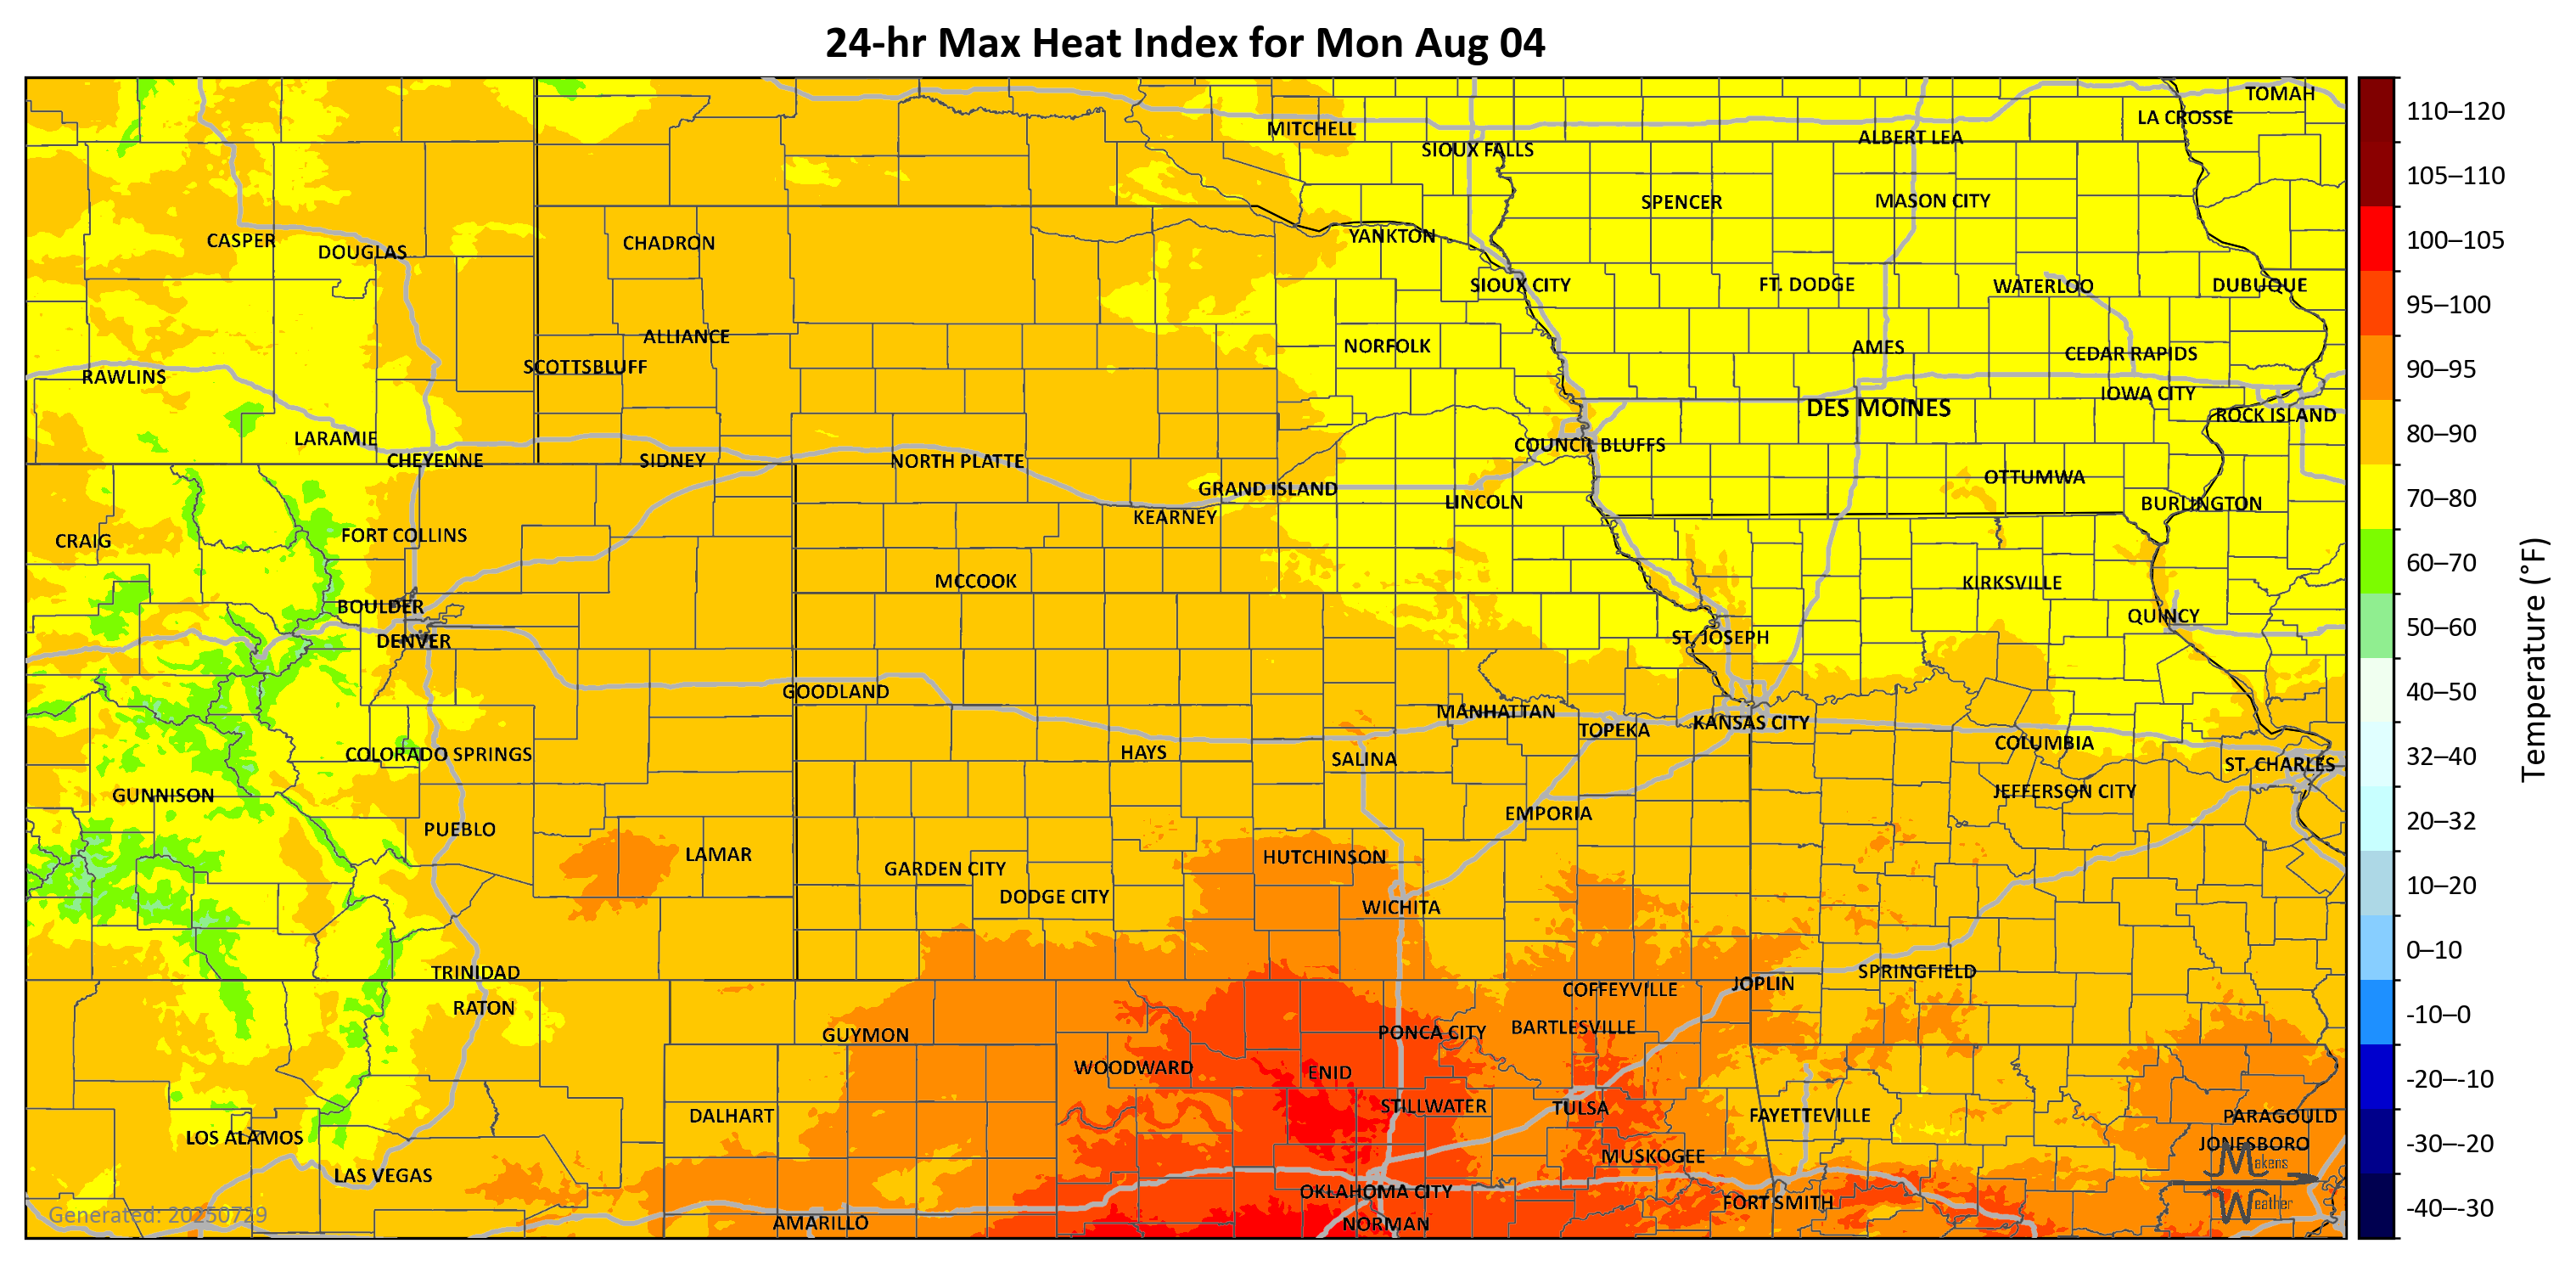 24-hr Max Heat Index for Mon Aug 04
TOMAH
LA CROSSE
MITCHELL
ALBERT LEA
SIOUX FALLS
SPENCER
MASON CITY
YANKTON
CASPER
CHADRON
DOUGLAS
SIOUX CITY
FT. DODGE
WATERLOO
DUBUQUE
ALLIANCE
NORFOLK
AMES
CEDAR RAPIDS
SCOTTSBLUFF
RAWLINS
IOWA CITY
DES MOINES
ROCK ISLAND
LARAMIE
COUNCIL BLUFFS
CHEYENNE
SIDNEY
NORTH PLATTE
OTTUMWA
GRAND ISLAND
LINCOLN
BURLINGTON
KEARNEY
FORT COLLINS
CRAIG
MCCOOK
KIRKSVILLE
BOULDER
QUINCY
DENVER
ST. JOSEPH
GOODLAND
MANHATTAN
KANSAS CITY
TOPEKA
COLUMBIA
HAYS
COLORADO SPRINGS
SALINA
ST. CHARLES
JEFFERSON CITY
GUNNISON
EMPORIA
PUEBLO
LAMAR
HUTCHINSON
GARDEN CITY
DODGE CITY
WICHITA
TRINIDAD
SPRINGFIELD
JOPLIN
COFFEYVILLE
RATON
BARTLESVILLE
PONCA CITY
GUYMON
WOODWARD
ENID
STILLWATER
TULSA
DALHART
FAYETTEVILLE
PARAGOULD
LOS ALAMOS
JONESBORO
MUSKOGEE
LAS VEGAS
OKLAHOMA CITY
FORT SMITH
AMARILLO
NORMAN
Makens
Weather
Generated: 20250729
110–120
105–110
100–105
95–100
90–95
80–90
70–80
60–70
50–60
40–50
32–40
20–32
10–20
0–10
-10–0
-20–-10
-30–-20
-40–-30
Temperature (°F)